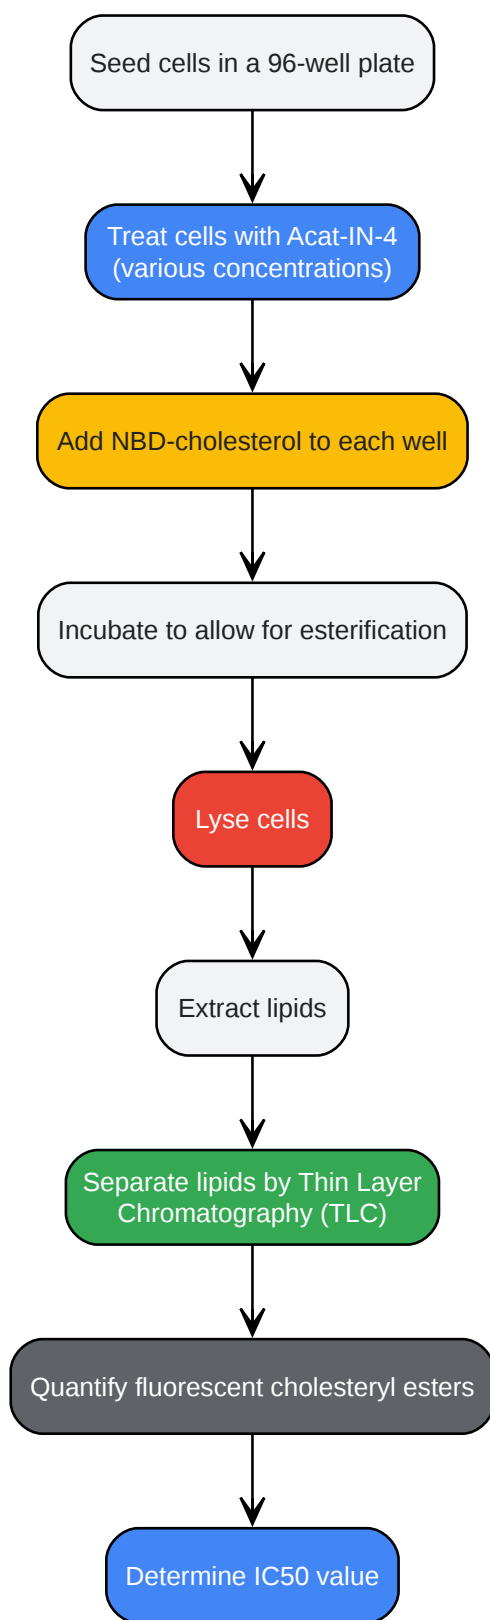 Seed cells in a 96-well plate
Treat cells with Acat-IN-4
(various concentrations)
Add NBD-cholesterol to each well
Incubate to allow for esterification
Lyse cells
Extract lipids
Separate lipids by Thin Layer
Chromatography (TLC)
Quantify fluorescent cholesteryl esters
Determine IC50 value